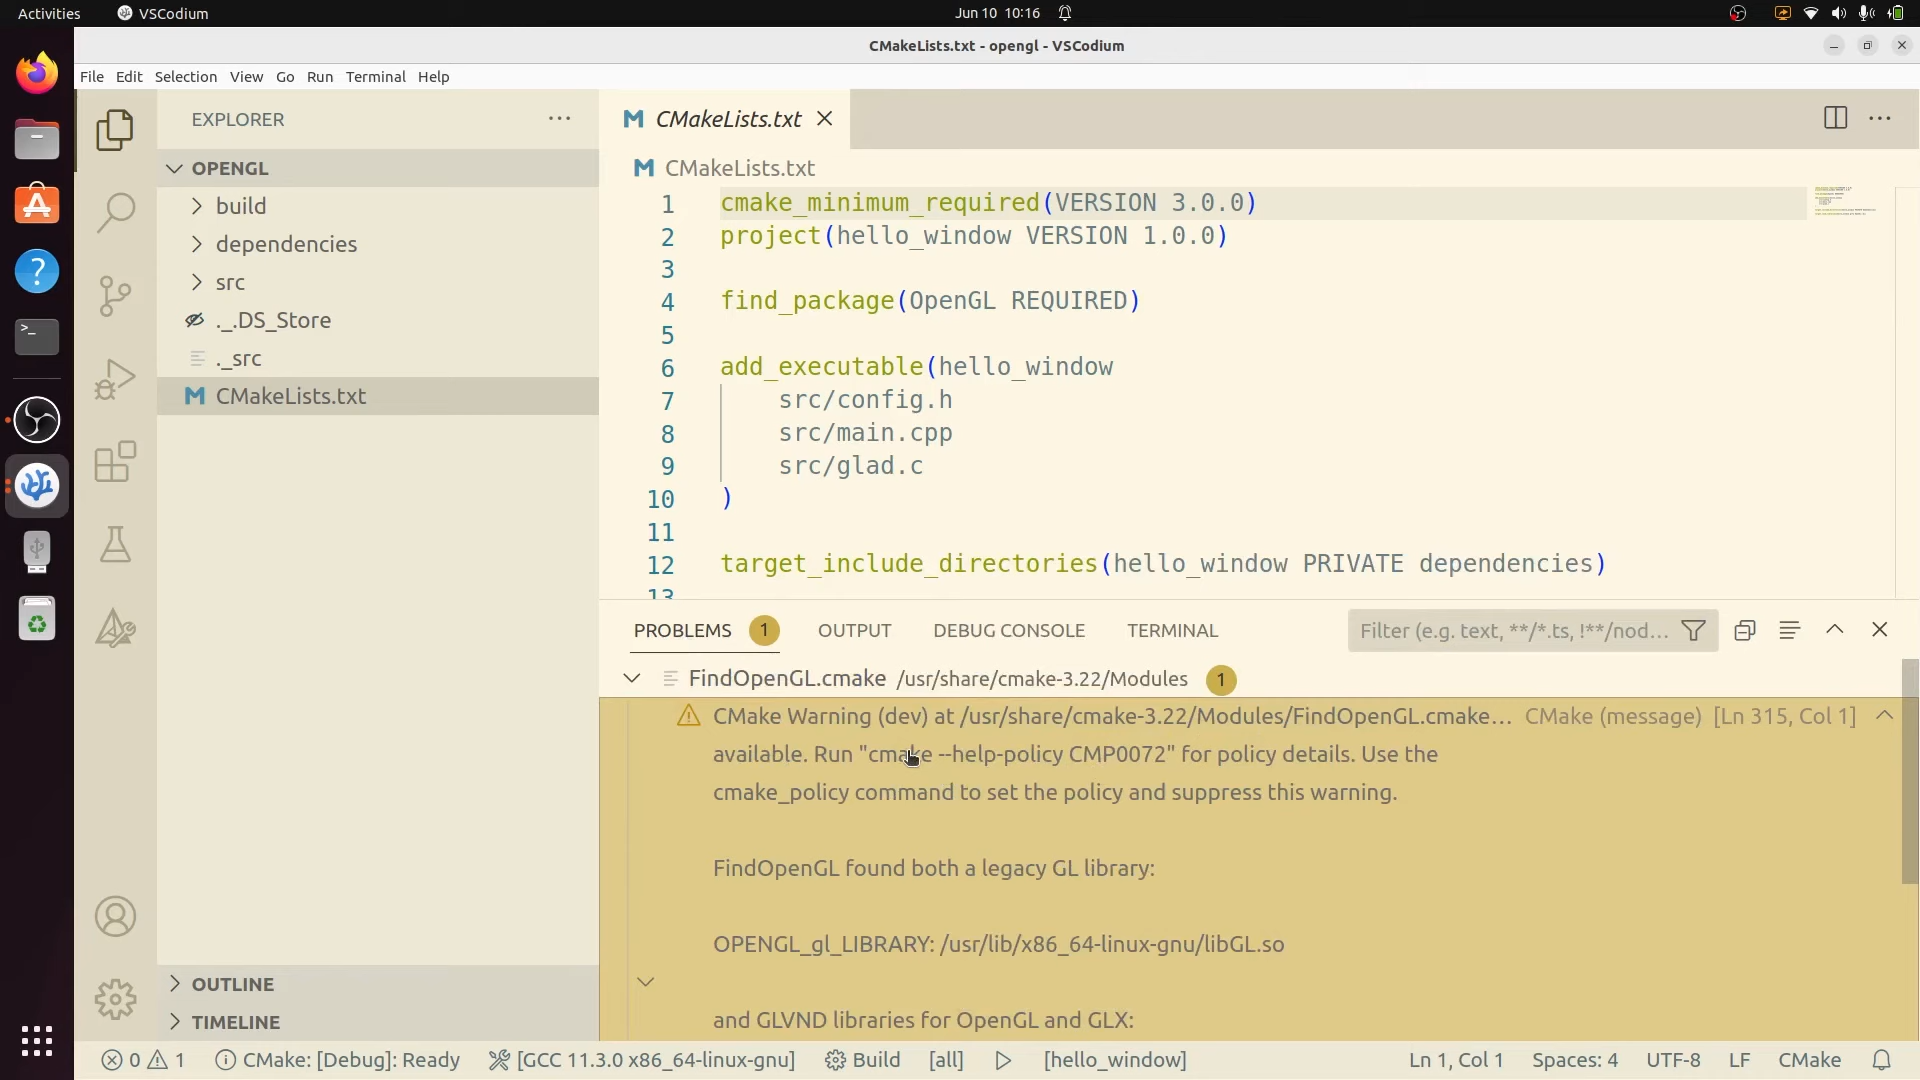 Activities
VSCodium
Jun 10 10:16
CMakeLists.txt - opengl - VSCodium
File Edit Selection View Go Run Terminal Help
EXPLORER
OPENGL
build
dependencies
src
._.DS_Store
._src
CMakeLists.txt
OUTLINE
TIMELINE
CMakeLists.txt
CMakeLists.txt
1 cmake_minimum_required(VERSION 3.0.0)
2 project(hello_window VERSION 1.0.0)
3
4 find_package(OpenGL REQUIRED)
5
6 add_executable(hello_window
7 src/config.h
8 src/main.cpp
9 src/glad.c
10 )
11
12 target_include_directories(hello_window PRIVATE dependencies)
13
PROBLEMS 1 OUTPUT DEBUG CONSOLE TERMINAL Filter (e.g. text, **/*.ts, !**/nod...
FindOpenGL.cmake /usr/share/cmake-3.22/Modules 1
CMake Warning (dev) at /usr/share/cmake-3.22/Modules/FindOpenGL.cmake... CMake (message) [Ln 315, Col 1]
available. Run "cmake --help-policy CMP0072" for policy details. Use the
cmake_policy command to set the policy and suppress this warning.
FindOpenGL found both a legacy GL library:
OPENGL_gl_LIBRARY: /usr/lib/x86_64-linux-gnu/libGL.so
and GLVND libraries for OpenGL and GLX:
0 1 CMake: [Debug]: Ready [GCC 11.3.0 x86_64-linux-gnu] Build [all] [hello_window] Ln 1, Col 1 Spaces: 4 UTF-8 LF CMake